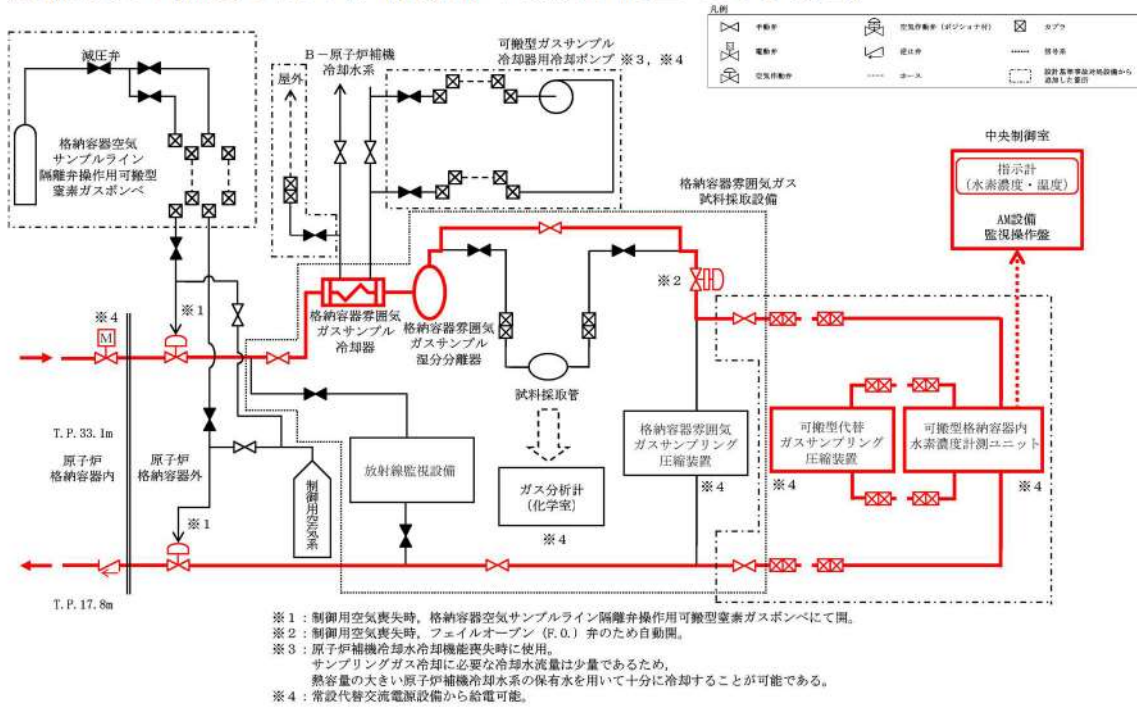 凡例
手動弁
電動弁
空気作動弁
空気作動弁（ポジショナ付）
逆止弁
ホース
カプラ
信号系
設計基準事故対処設備から
追加した箇所
減圧弁
格納容器空気
サンプルライン
隔離弁操作用可搬型
窒素ガスボンベ
B－原子炉補機
冷却水系
屋外
可搬型ガスサンプル
冷却器用冷却ポンプ ※3，※4
中央制御室
指示計
（水素濃度・温度）
AM設備
監視操作盤
格納容器雰囲気ガス
試料採取設備
※2
※1
※4
M
格納容器雰囲気
ガスサンプル
冷却器
格納容器雰囲気
ガスサンプル
湿分分離器
試料採取管
T.P.33.1m
原子炉
格納容器内
原子炉
格納容器外
放射線監視設備
ガス分析計
（化学室）
※4
格納容器雰囲気
ガスサンプリング
圧縮装置
※4
可搬型代替
ガスサンプリング
圧縮装置
※4
可搬型格納容器内
水素濃度計測ユニット
※4
制御用空気系
※1
T.P.17.8m
※1：制御用空気喪失時，格納容器空気サンプルライン隔離弁操作用可搬型窒素ガスボンベにて開。
※2：制御用空気喪失時，フェイルオープン（F.O.）弁のため自動開。
※3：原子炉補機冷却水冷却機能喪失時に使用。
サンプリングガス冷却に必要な冷却水流量は少量であるため，
熱容量の大きい原子炉補機冷却水系の保有水を用いて十分に冷却することが可能である。
※4：常設代替交流電源設備から給電可能。